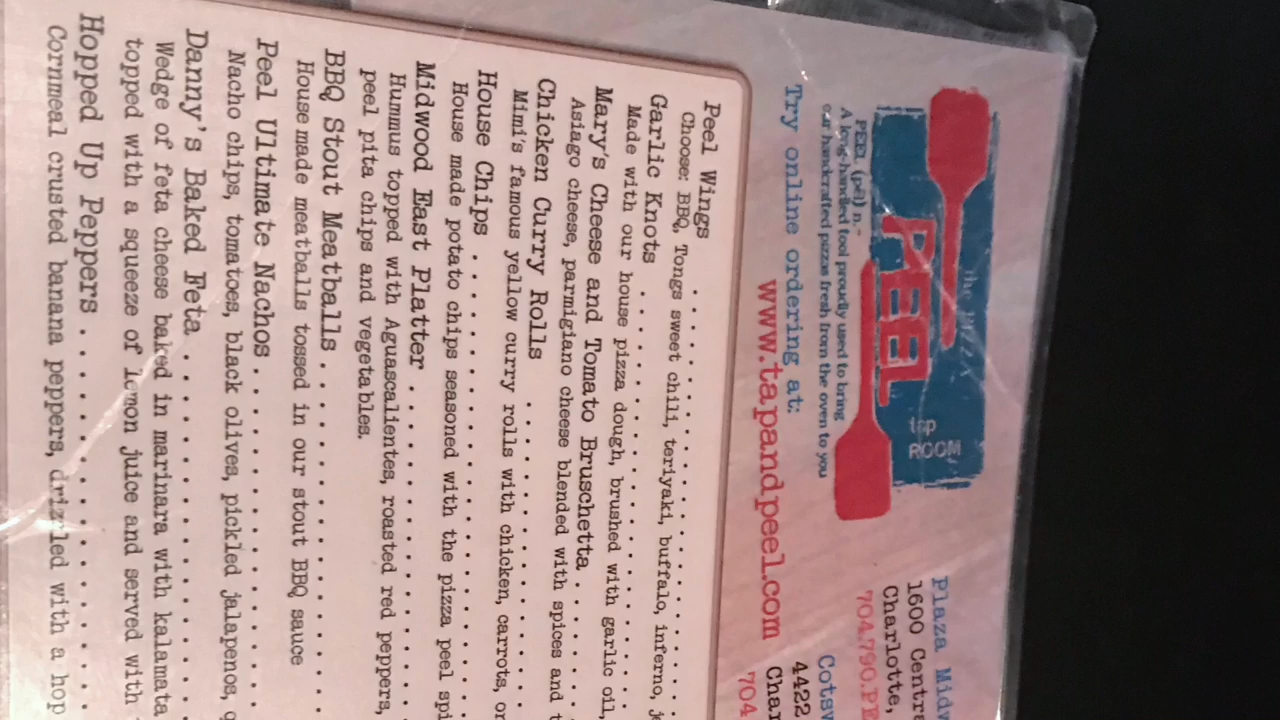 the PIZZA
PEEL
tap
ROOM
PEEL (pel) n.
A long-handled tool proudly used to bring
our handcrafted pizzas fresh from the oven to you
Try online ordering at:
www.tapandpeel.com
Plaza Midw
1600 Centra
Charlotte,
704.790.PE
Cotsw
4422
Char
704
Peel Wings
Choose: BBQ, Tongs sweet chili, teriyaki, buffalo, inferno, je
Garlic Knots
Made with our house pizza dough, brushed with garlic oil,
Mary's Cheese and Tomato Bruschetta
Asiago cheese, parmigiano cheese blended with spices and t
Chicken Curry Rolls
Mimi's famous yellow curry rolls with chicken, carrots, on
House Chips
House made potato chips seasoned with the pizza peel spi
Midwood East Platter
Hummus topped with Aguascalientes, roasted red peppers,
peel pita chips and vegetables.
BBQ Stout Meatballs
House made meatballs tossed in our stout BBQ sauce
Peel Ultimate Nachos
Nacho chips, tomatoes, black olives, pickled jalapenos, g
Danny's Baked Feta
Wedge of feta cheese baked in marinara with kalamata
topped with a squeeze of lemon juice and served with
Hopped Up Peppers
Cornmeal crusted banana peppers, drizzled with a hop